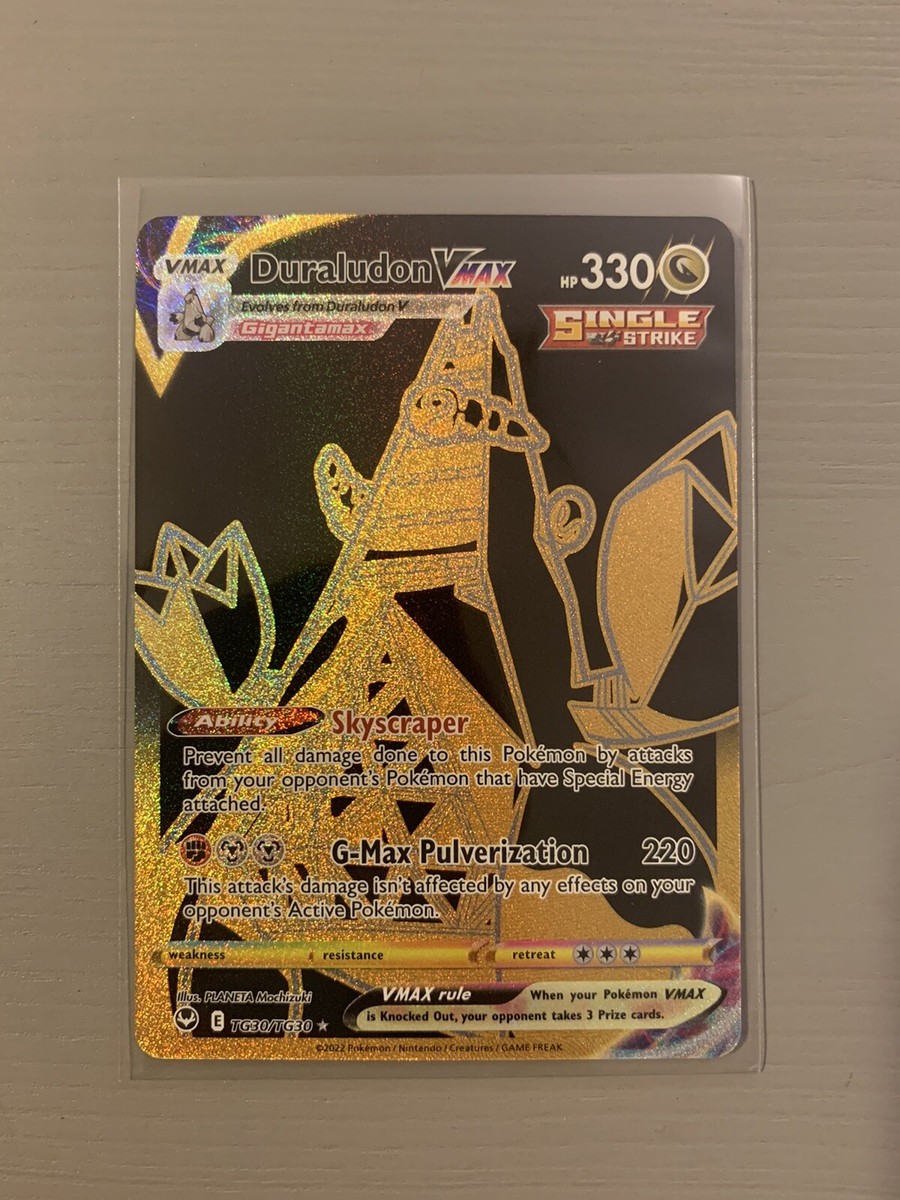 VMAX Duraludon VMAX HP 330
Evolves from Duraludon V
Gigantamax
SINGLE
STRIKE
Ability Skyscraper
Prevent all damage done to this Pokémon by attacks
from your opponent's Pokémon that have Special Energy
attached.
G-Max Pulverization 220
This attack's damage isn't affected by any effects on your
opponent's Active Pokémon.
weakness resistance retreat
Illus. PLANETA Mochizuki
E TG30/TG30 ★
VMAX rule When your Pokémon VMAX
is Knocked Out, your opponent takes 3 Prize cards.
©2022 Pokémon / Nintendo / Creatures / GAME FREAK